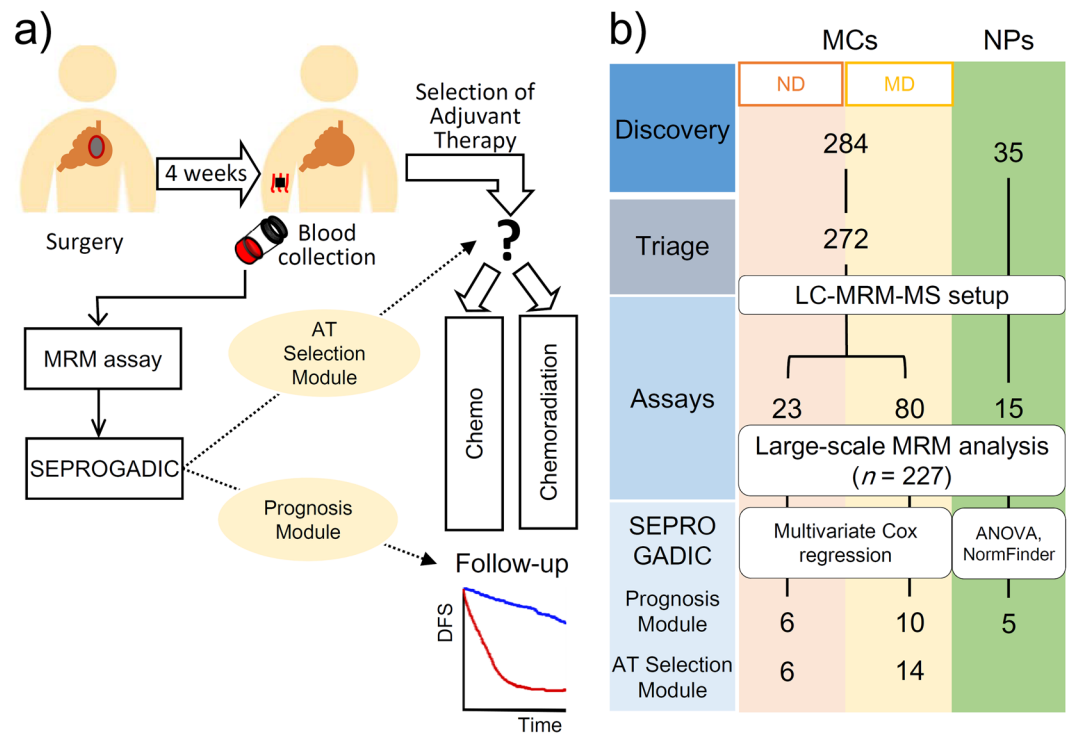 a)
Surgery
4 weeks
Blood
collection
Selection of
Adjuvant
Therapy
?
MRM assay
SEPROGADIC
AT
Selection
Module
Prognosis
Module
Chemo
Chemoradiation
Follow-up
DFS
Time
b)
MCs
NPs
ND
MD
Discovery
284
35
Triage
272
LC-MRM-MS setup
Assays
23
80
15
Large-scale MRM analysis
(n = 227)
SEPRO
GADIC
Multivariate Cox
regression
ANOVA,
NormFinder
Prognosis
Module
6
10
5
AT Selection
Module
6
14